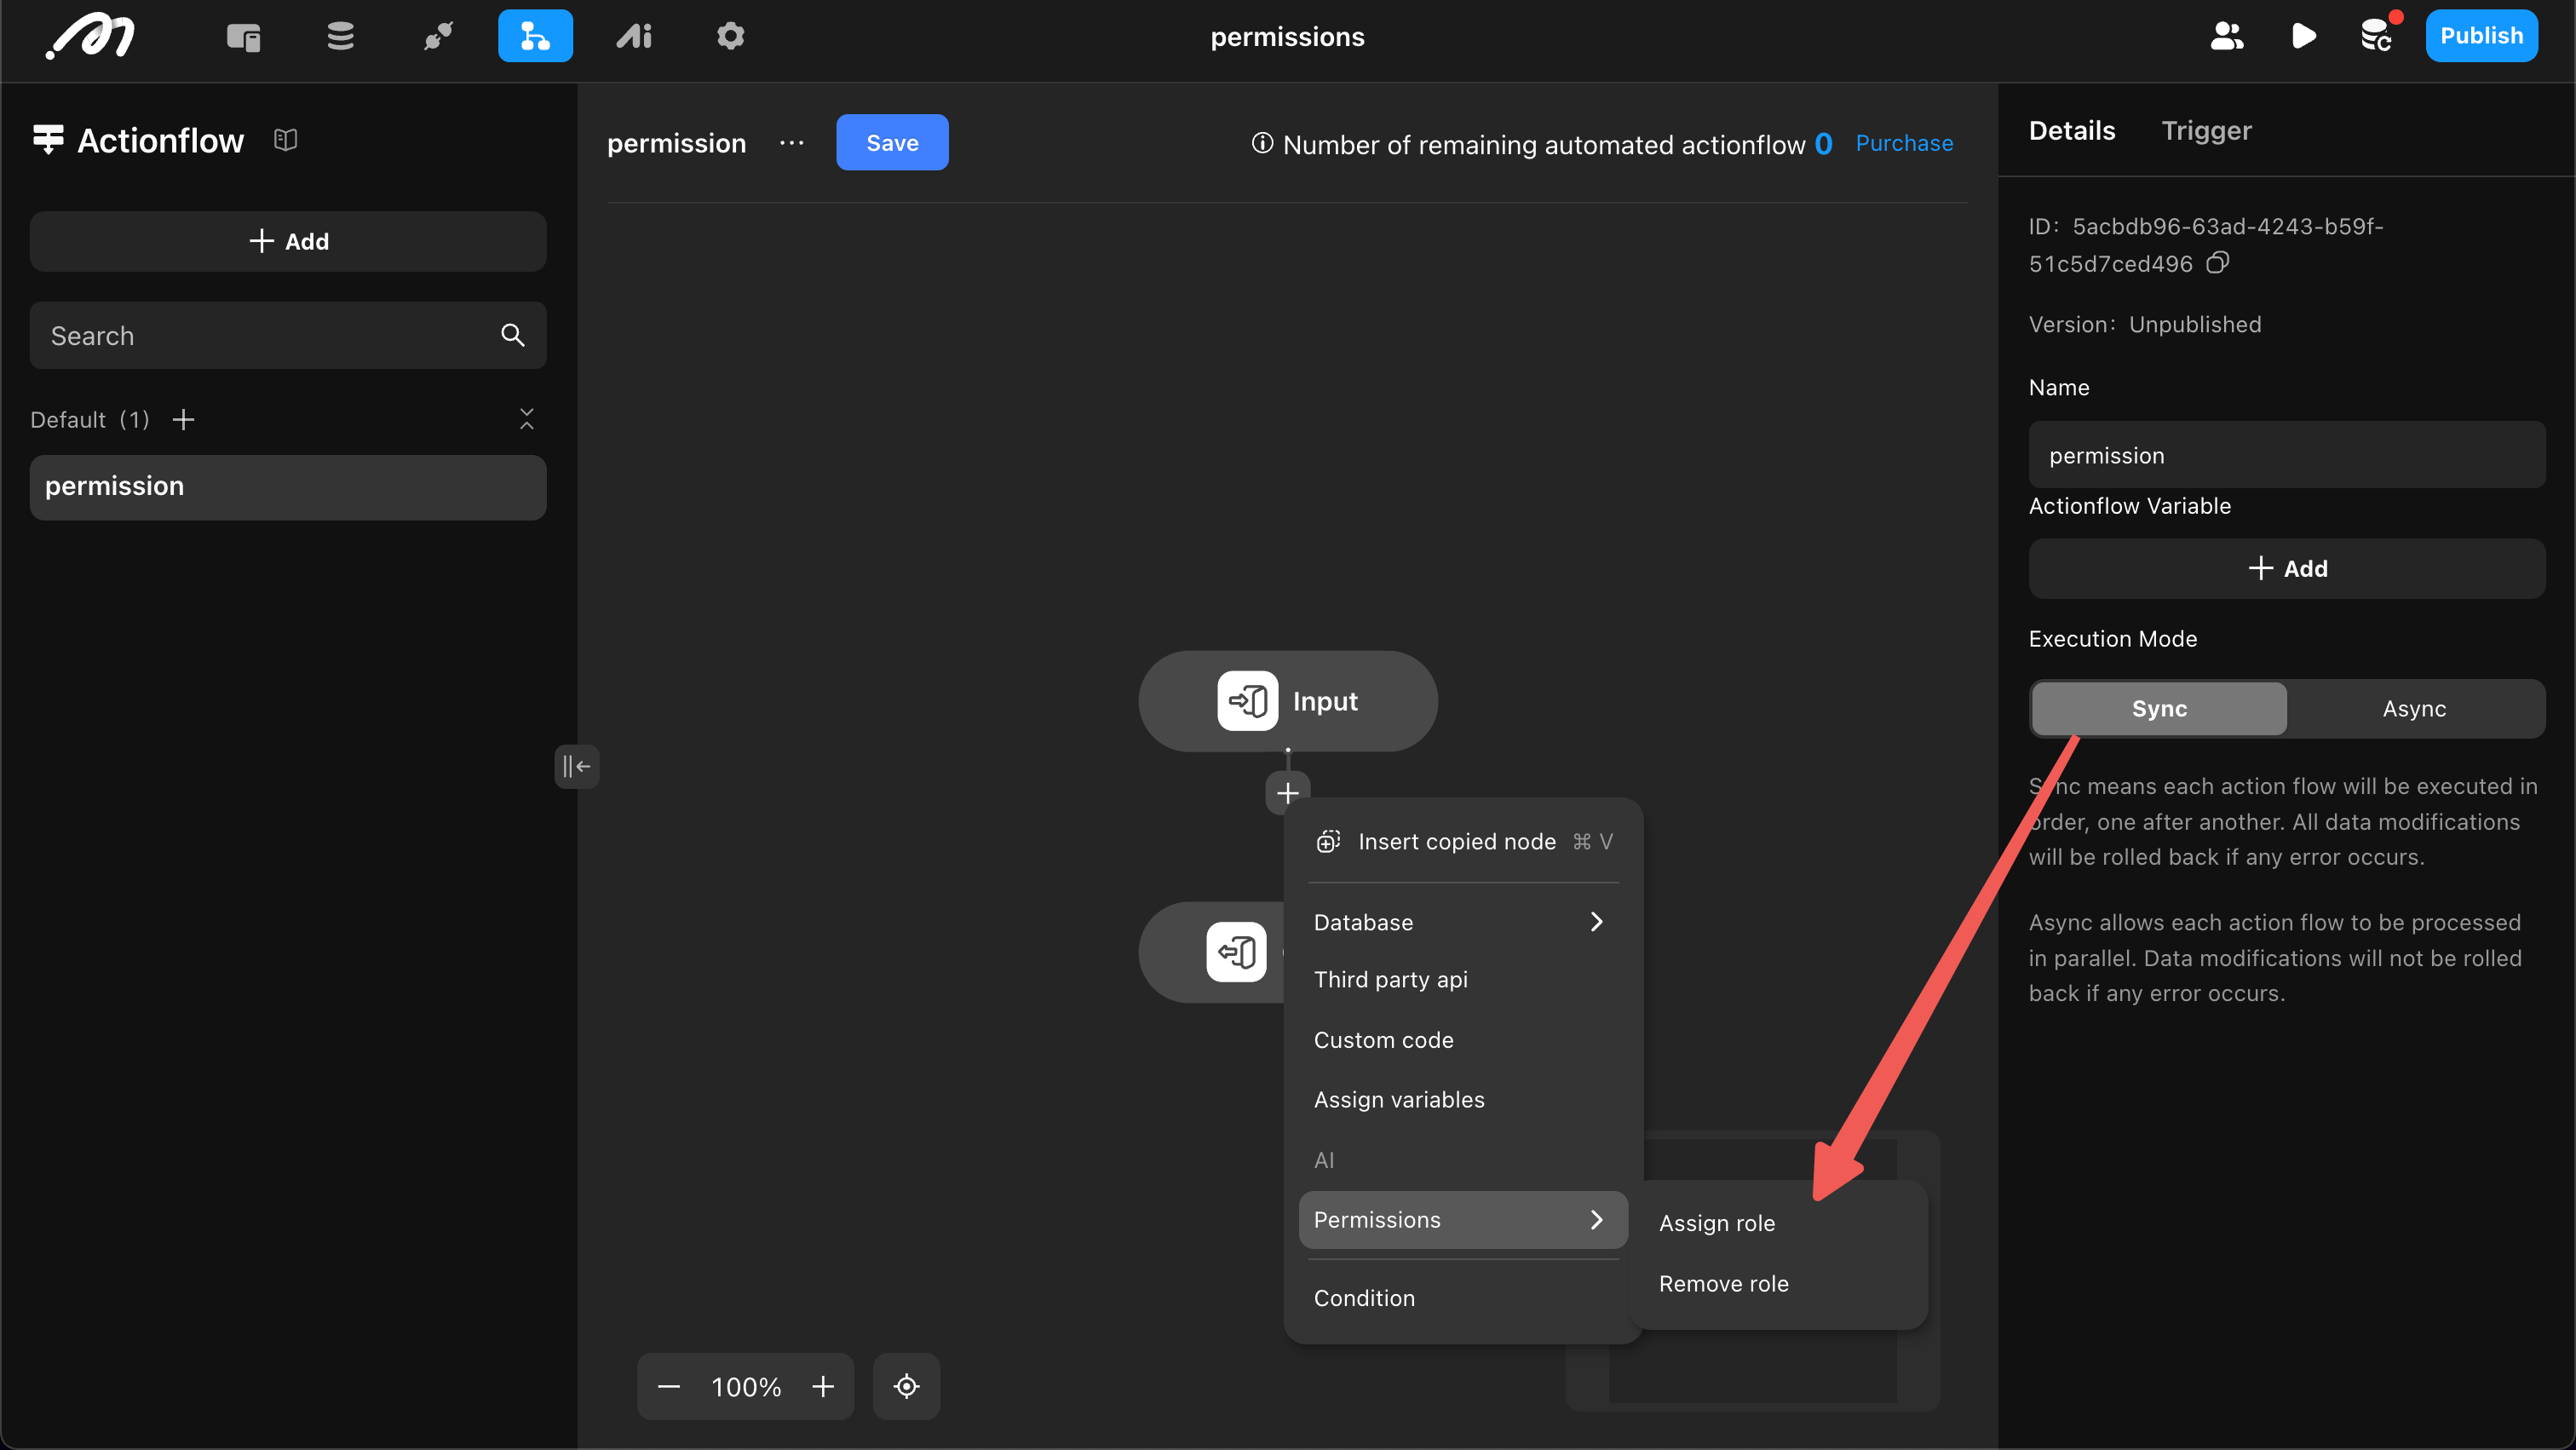 permissions
Publish
Actionflow
Add
Search
Default (1)
permission
permission
Save
Number of remaining automated actionflow 0 Purchase
Input
Insert copied node ⌘ V
Database
Third party api
Custom code
Assign variables
AI
Permissions
Condition
Assign role
Remove role
100%
Details
Trigger
ID: 5acbdb96-63ad-4243-b59f-
51c5d7ced496
Version: Unpublished
Name
permission
Actionflow Variable
Add
Execution Mode
Sync
Async
Sync means each action flow will be executed in
order, one after another. All data modifications
will be rolled back if any error occurs.
Async allows each action flow to be processed
in parallel. Data modifications will not be rolled
back if any error occurs.